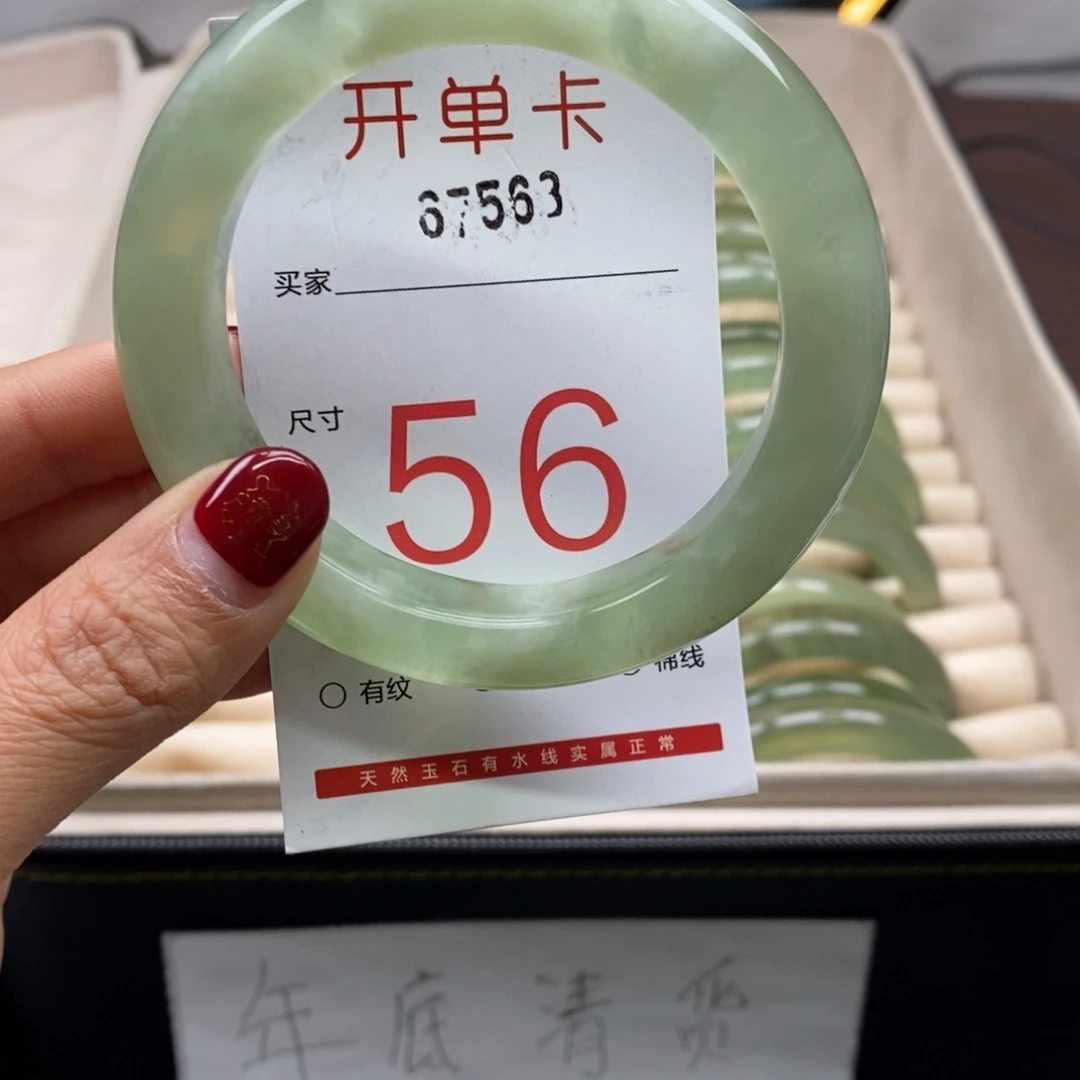 开单卡
67563
买家
尺寸 56
有纹 棉线
天然玉石有水线实属正常
年底清货